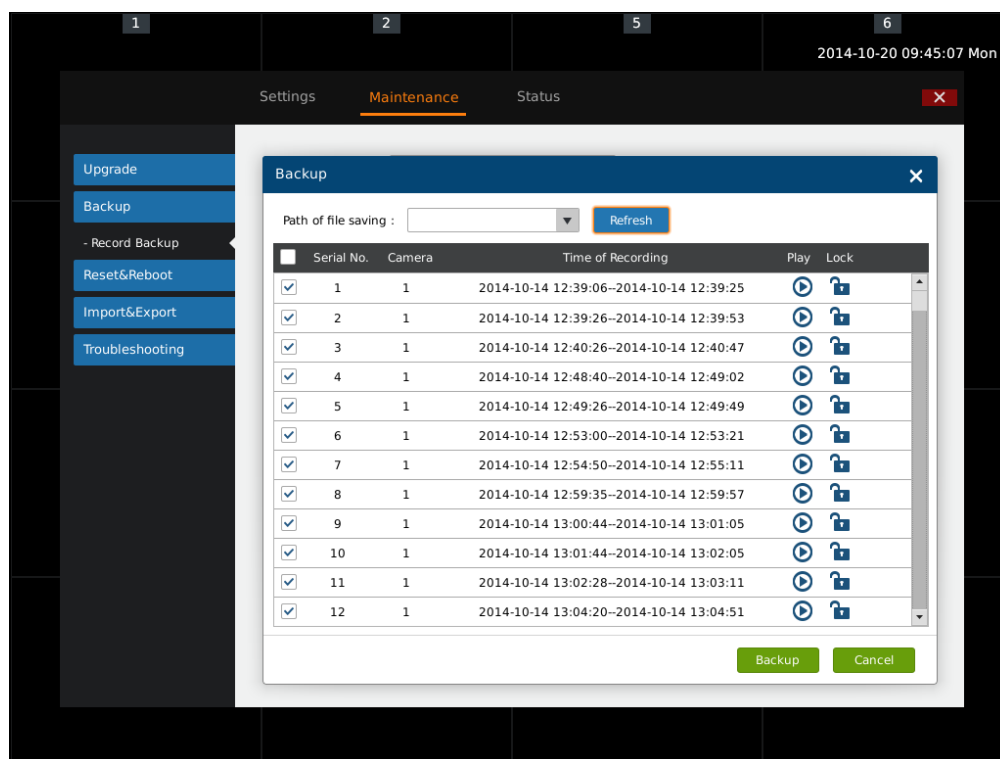 1 2 5 6
2014-10-20 09:45:07 Mon
Settings Maintenance Status
Upgrade
Backup
- Record Backup
Reset&Reboot
Import&Export
Troubleshooting
Backup
Path of file saving : Refresh
Serial No. Camera Time of Recording Play Lock
1 1 2014-10-14 12:39:06--2014-10-14 12:39:25
2 1 2014-10-14 12:39:26--2014-10-14 12:39:53
3 1 2014-10-14 12:40:26--2014-10-14 12:40:47
4 1 2014-10-14 12:48:40--2014-10-14 12:49:02
5 1 2014-10-14 12:49:26--2014-10-14 12:49:49
6 1 2014-10-14 12:53:00--2014-10-14 12:53:21
7 1 2014-10-14 12:54:50--2014-10-14 12:55:11
8 1 2014-10-14 12:59:35--2014-10-14 12:59:57
9 1 2014-10-14 13:00:44--2014-10-14 13:01:05
10 1 2014-10-14 13:01:44--2014-10-14 13:02:05
11 1 2014-10-14 13:02:28--2014-10-14 13:03:11
12 1 2014-10-14 13:04:20--2014-10-14 13:04:51
Backup Cancel